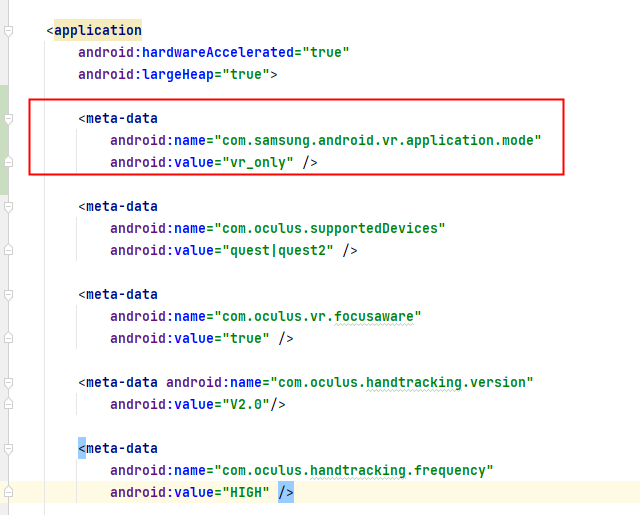 <application
android:hardwareAccelerated="true"
android:largeHeap="true">
<meta-data
android:name="com.samsung.android.vr.application.mode"
android:value="vr_only" />
<meta-data
android:name="com.oculus.supportedDevices"
android:value="quest|quest2" />
<meta-data
android:name="com.oculus.vr.focusaware"
android:value="true" />
<meta-data android:name="com.oculus.handtracking.version"
android:value="V2.0"/>
<meta-data
android:name="com.oculus.handtracking.frequency"
android:value="HIGH" />